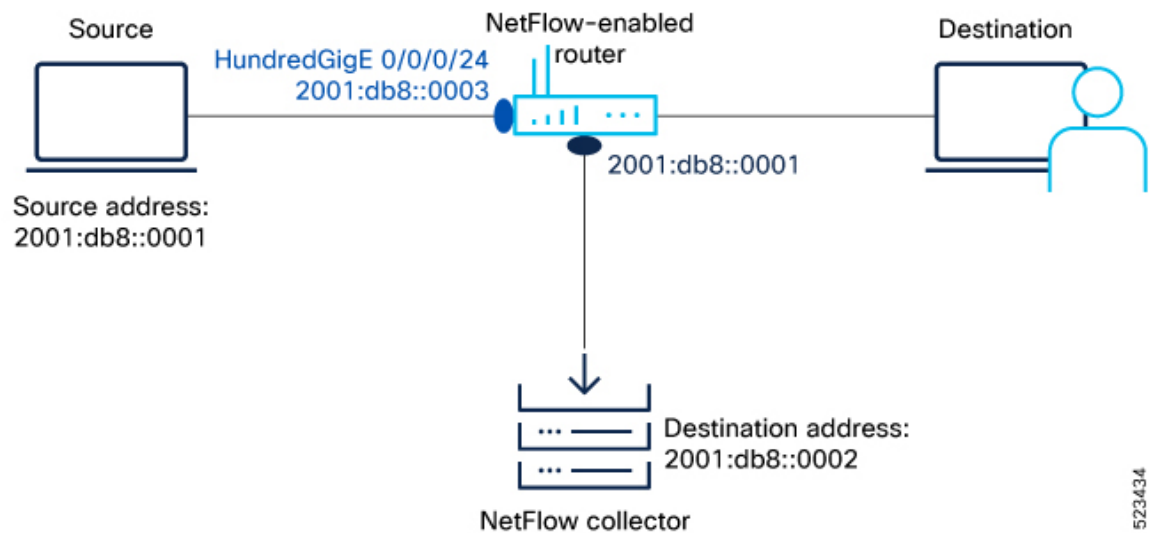 Source
NetFlow-enabled
router
Destination
HundredGigE 0/0/0/24
2001:db8::0003
2001:db8::0001
Source address:
2001:db8::0001
Destination address:
2001:db8::0002
NetFlow collector
523434